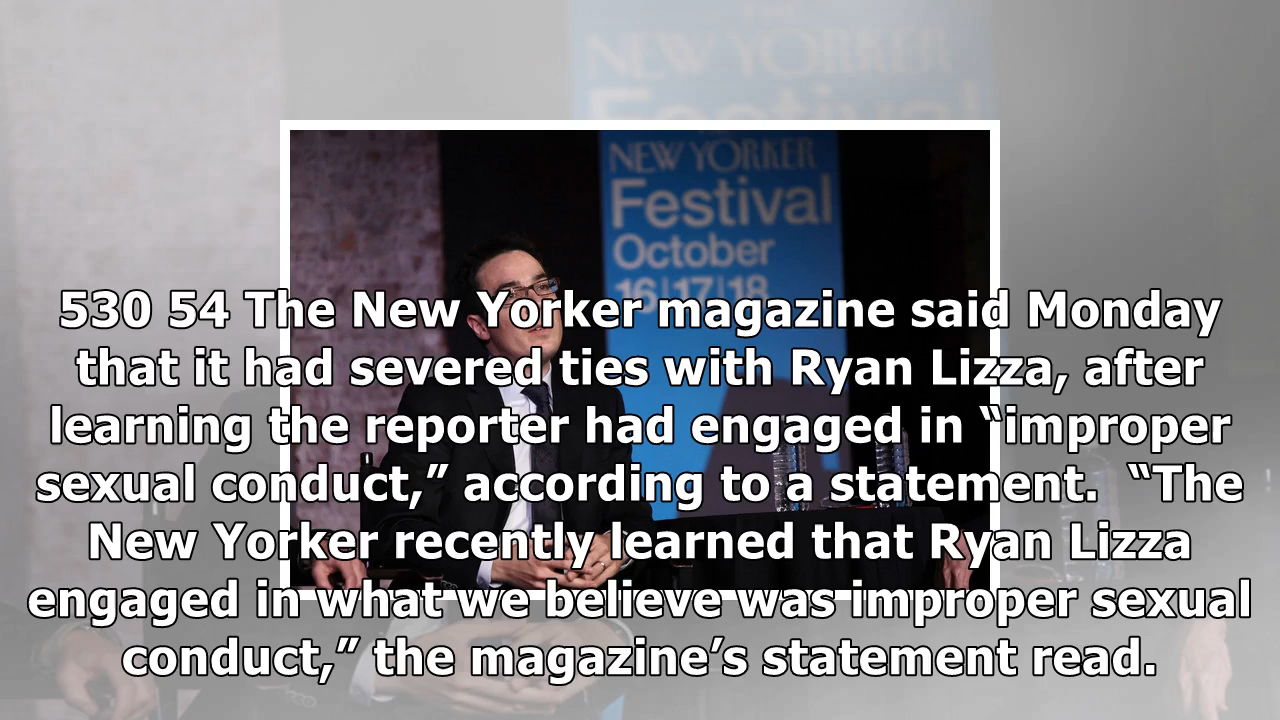 NEW YORKER
Festival
NEW YORKER
Festival
October
16|17|18
530 54 The New Yorker magazine said Monday
that it had severed ties with Ryan Lizza, after
learning the reporter had engaged in “improper
sexual conduct,” according to a statement.  “The
New Yorker recently learned that Ryan Lizza
engaged in what we believe was improper sexual
conduct,” the magazine’s statement read.